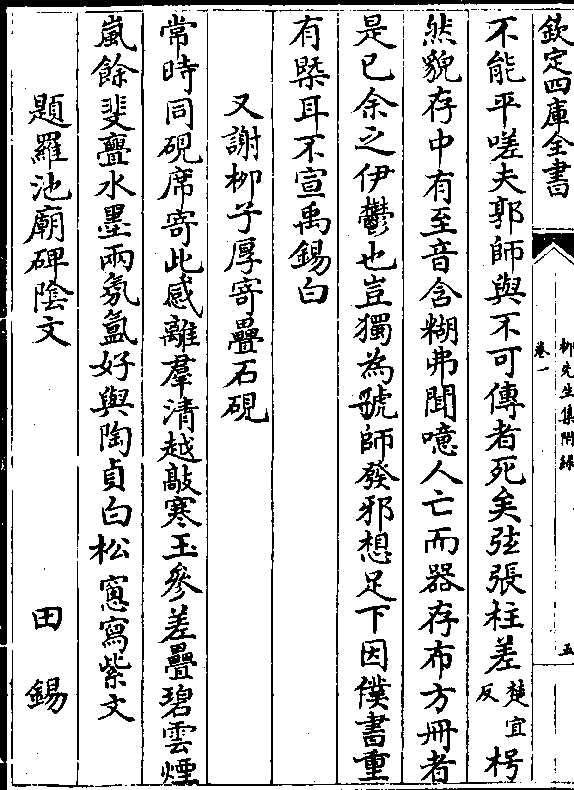 欽定四庫全書
柳先生集附録
卷一
五
不能平嗟夫郭師與不可傳者死矣弦張柱差楚宜反枵
然貌存中有至音含糊弗聞噫人亡而器存布方册者
是已余之伊鬱也豈獨為號師發邪想足下因僕書重
有槩耳不宣禹錫白
又謝栁子厚寄疊石硯
常時同硯席寄此感離羣清越敲寒玉參差疊碧雲煙
嵐餘斐亹水墨兩氛氳好與陶貞白松窻寫紫文
題羅池廟碑陰文 田錫